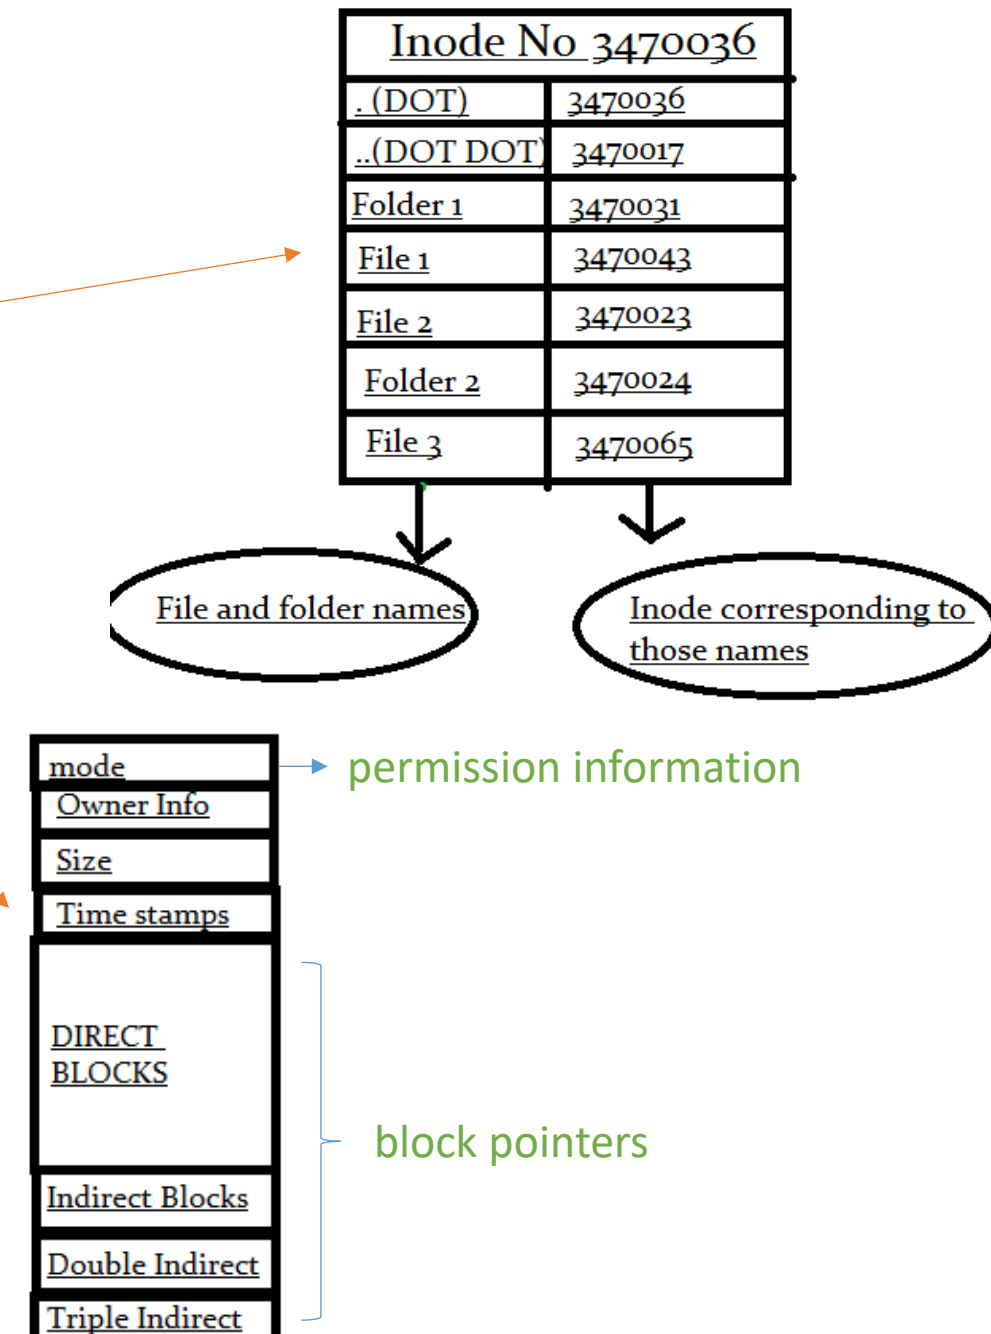 Inode No 3470036
. (DOT) 3470036
..(DOT DOT) 3470017
Folder 1 3470031
File 1 3470043
File 2 3470023
Folder 2 3470024
File 3 3470065
File and folder names
Inode corresponding to
those names
mode
permission information
Owner Info
Size
Time stamps
DIRECT
BLOCKS
block pointers
Indirect Blocks
Double Indirect
Triple Indirect